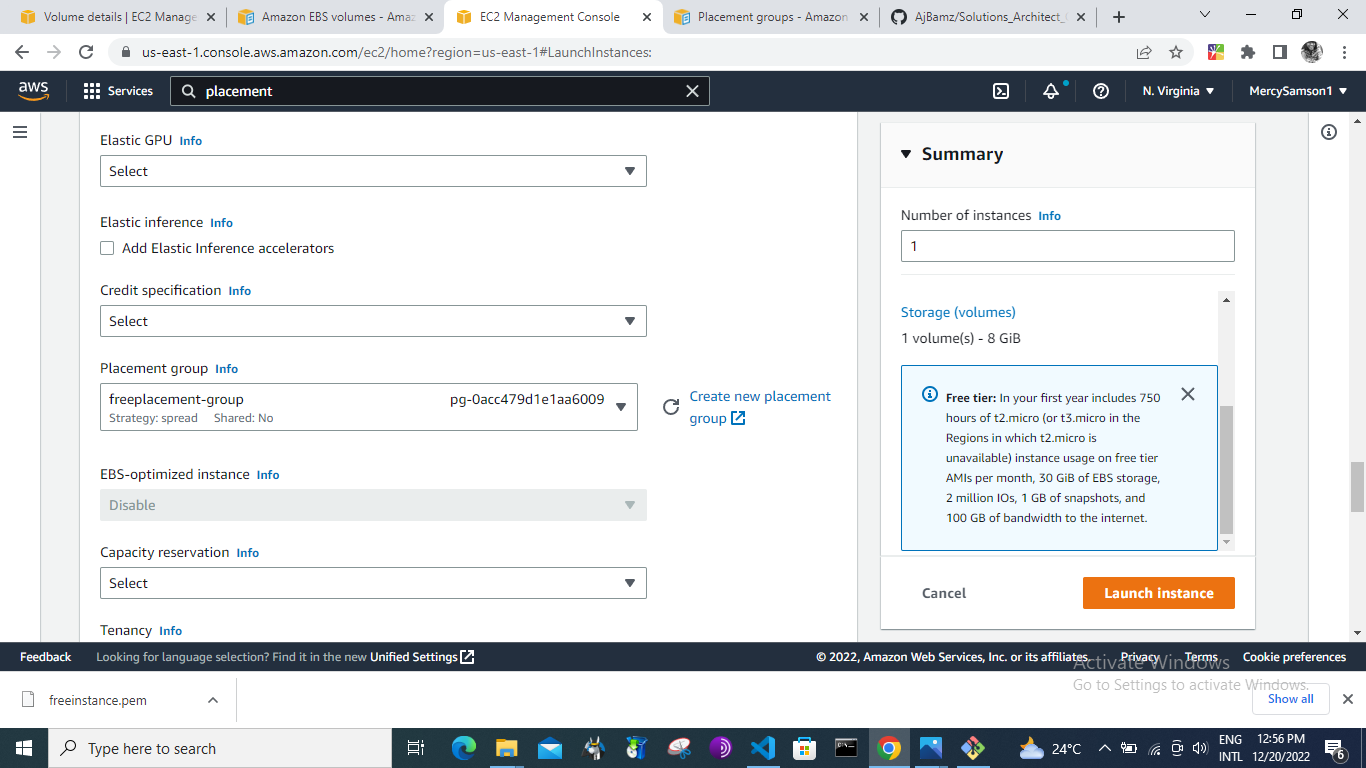 Volume details | EC2 Manage
Amazon EBS volumes - Amaz
EC2 Management Console
Placement groups - Amazon
AjBamz/Solutions_Architect_
us-east-1.console.aws.amazon.com/ec2/home?region=us-east-1#LaunchInstances:
aws
Services
placement
N. Virginia
MercySamson1
Elastic GPU Info
Select
Elastic inference Info
Add Elastic Inference accelerators
Credit specification Info
Select
Placement group Info
freeplacement-group pg-0acc479d1e1aa6009
Strategy: spread Shared: No
Create new placement
group
EBS-optimized instance Info
Disable
Capacity reservation Info
Select
Tenancy Info
Summary
Number of instances Info
1
Storage (volumes)
1 volume(s) - 8 GiB
Free tier: In your first year includes 750
hours of t2.micro (or t3.micro in the
Regions in which t2.micro is
unavailable) instance usage on free tier
AMIs per month, 30 GiB of EBS storage,
2 million IOs, 1 GB of snapshots, and
100 GB of bandwidth to the internet.
Cancel
Launch instance
Feedback
Looking for language selection? Find it in the new Unified Settings
© 2022, Amazon Web Services, Inc. or its affiliates.
Privacy
Terms
Cookie preferences
Activate Windows
Go to Settings to activate Windows.
freeinstance.pem
Show all
Type here to search
24°C
ENG
INTL
12:56 PM
12/20/2022
6